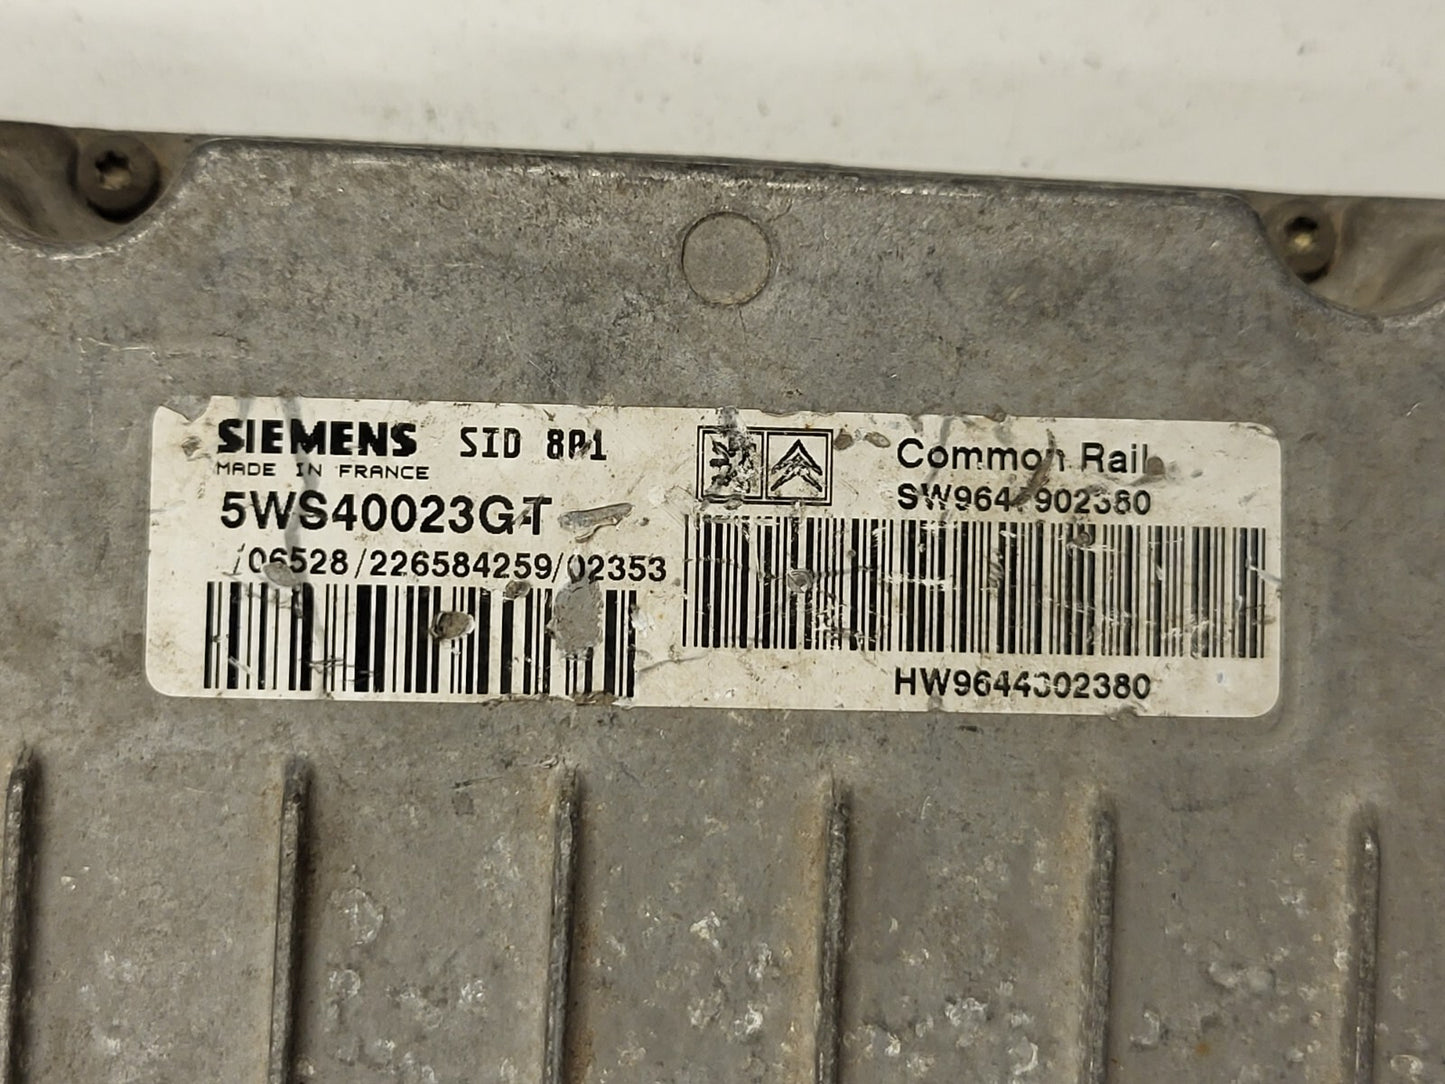 SIEMENS SID 801
MADE IN FRANCE
5WS40023G-T
/06528/226584259/02353
Common Rail
HW9644302380